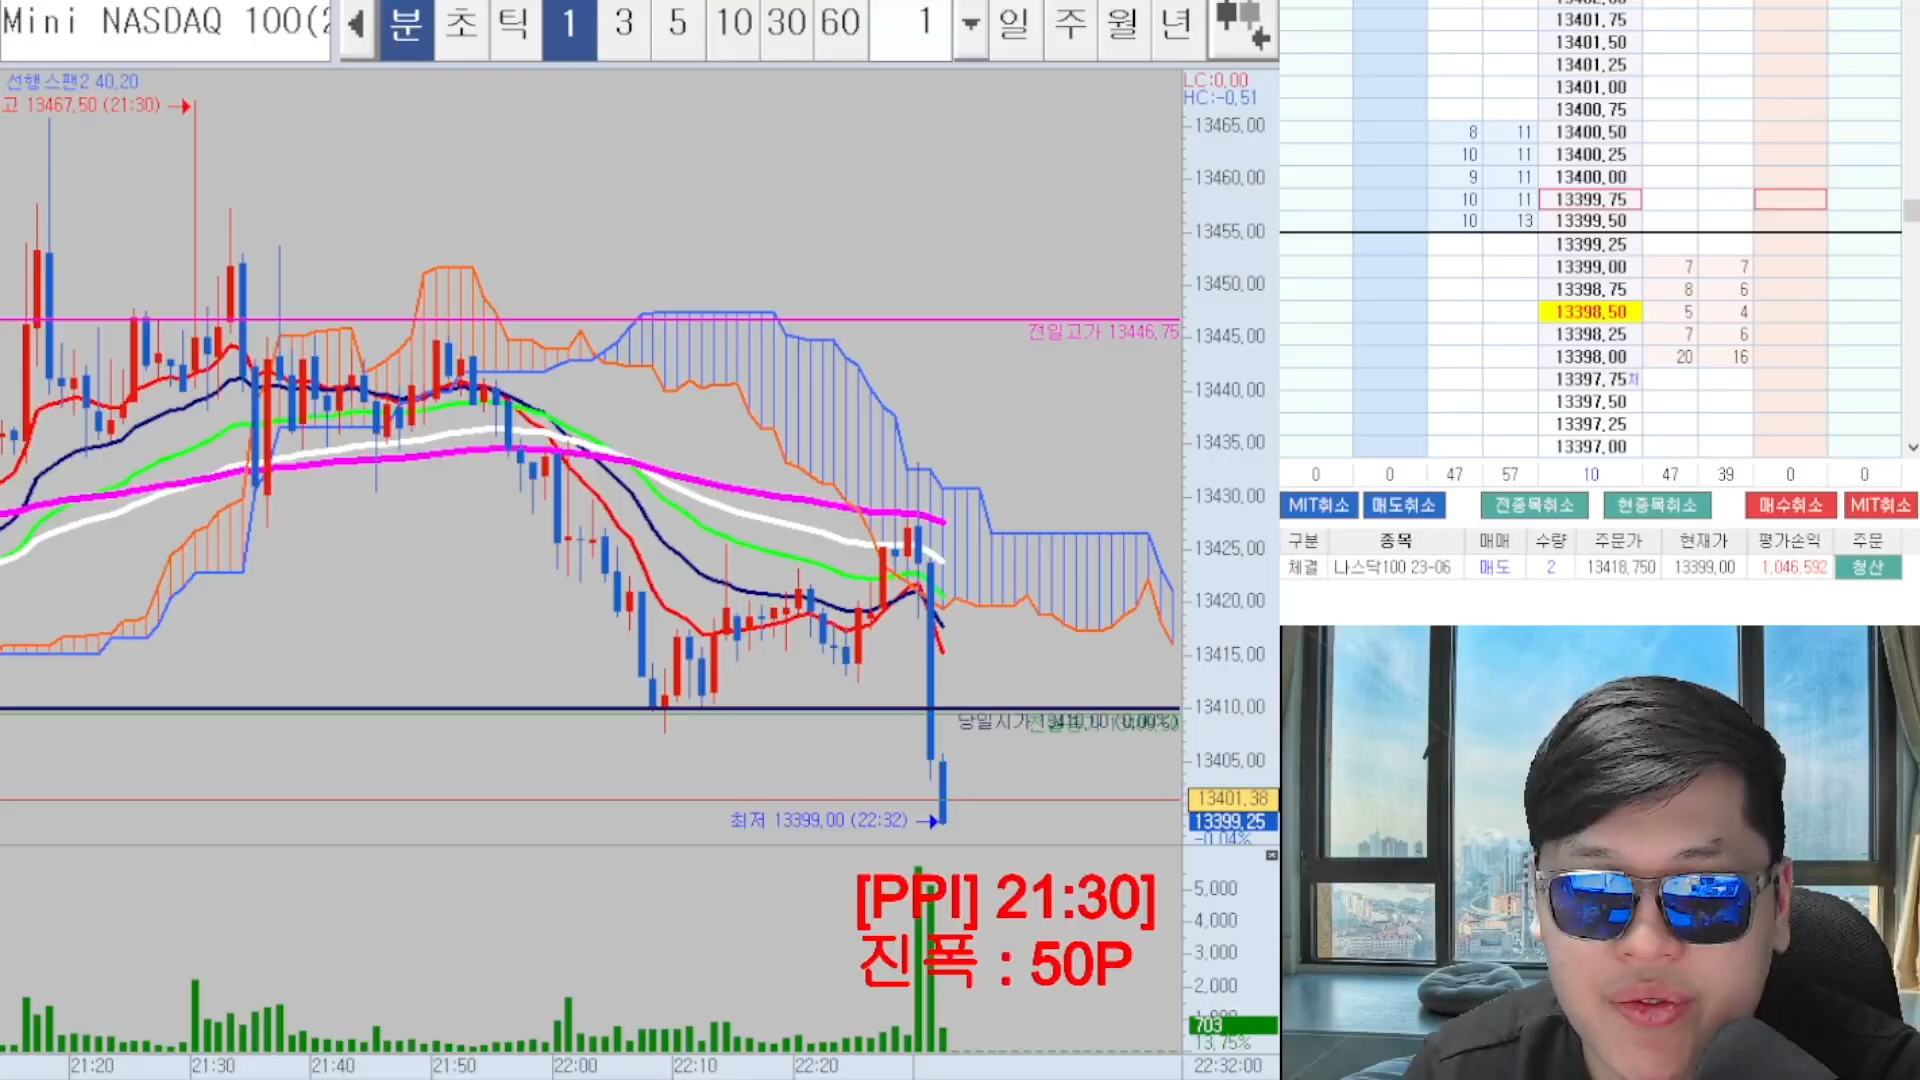 Mini NASDAQ 100(2
분 초 틱 1 3 5 10 30 60 1 일 주 월 년
선행스팬2 40,20
고 13467,50 (21:30)
LC:0,00
HC:-0,51
13465,00
13460,00
13455,00
13450,00
13445,00
13440,00
13435,00
13430,00
13425,00
13420,00
13415,00
13410,00
13405,00
전일고가 13446,75
당일시가
최저 13399,00 (22:32)
13401,38
13399,25
-0,04%
[PPI] 21:30]
진폭 : 50P
5,000
4,000
3,000
2,000
703
13,75%
21:20 21:30 21:40 21:50 22:00 22:10 22:20 22:32:00
13401,75
13401,50
13401,25
13401,00
13400,75
8 11 13400,50
10 11 13400,25
9 11 13400,00
10 11 13399,75
10 13 13399,50
13399,25
13399,00 7 7
13398,75 8 6
13398,50 5 4
13398,25 7 6
13398,00 20 16
13397,75저
13397,50
13397,25
13397,00
0 0 47 57 10 47 39 0 0
MIT취소 매도취소 전종목취소 현종목취소 매수취소 MIT취소
구분 종목 매매 수량 주문가 현재가 평가손익 주문
체결 나스닥100 23-06 매도 2 13418,750 13399,00 1,046,592 청산